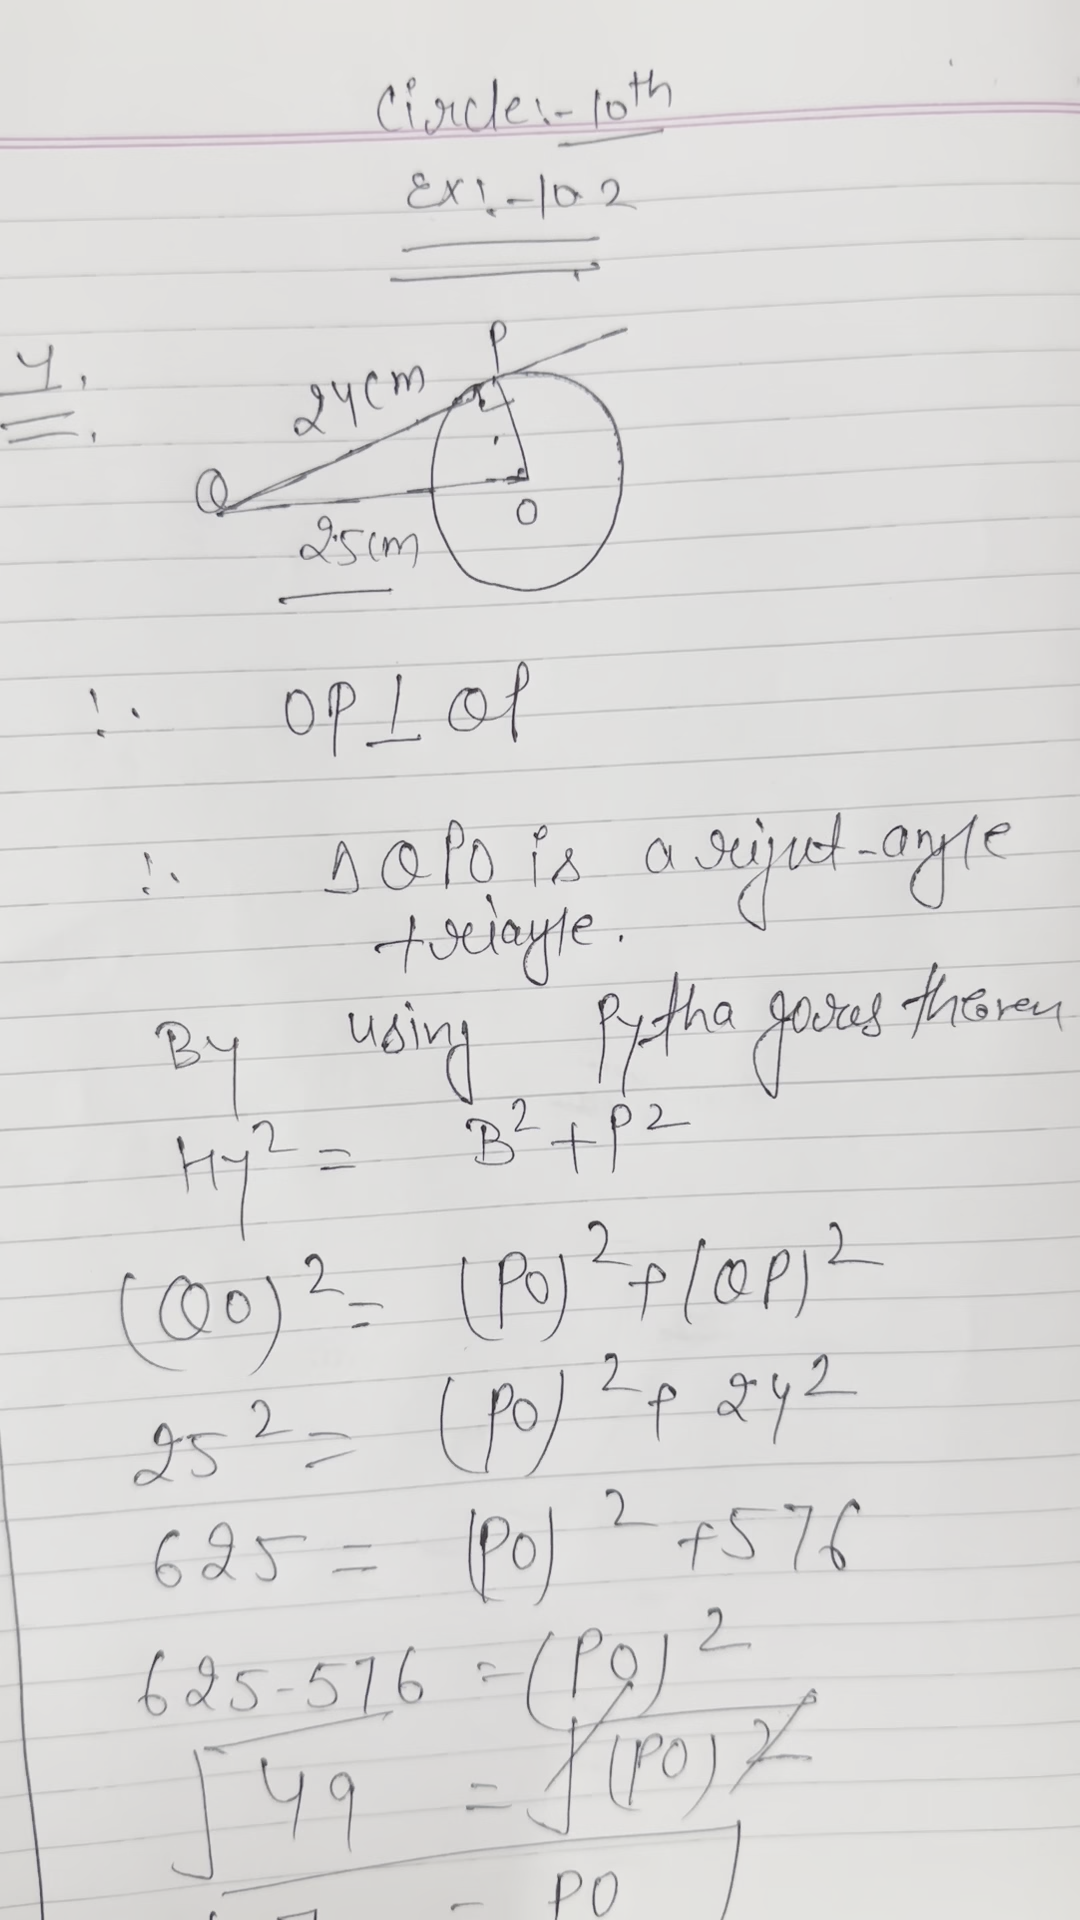 Circle:- 10th
Ex:- 10.2
1.
P
24cm
Q
O
25cm
∴ OP ⊥ QP
∴ Δ QPO is a right-angle
triangle.
By using Pythagoras theorem
Hy² = B² + P²
(QO)² = (PO)² + (QP)²
25² = (PO)² + 24²
625 = (PO)² + 576
625 - 576 = (PO)²
√49 = √(PO)²
7 = PO